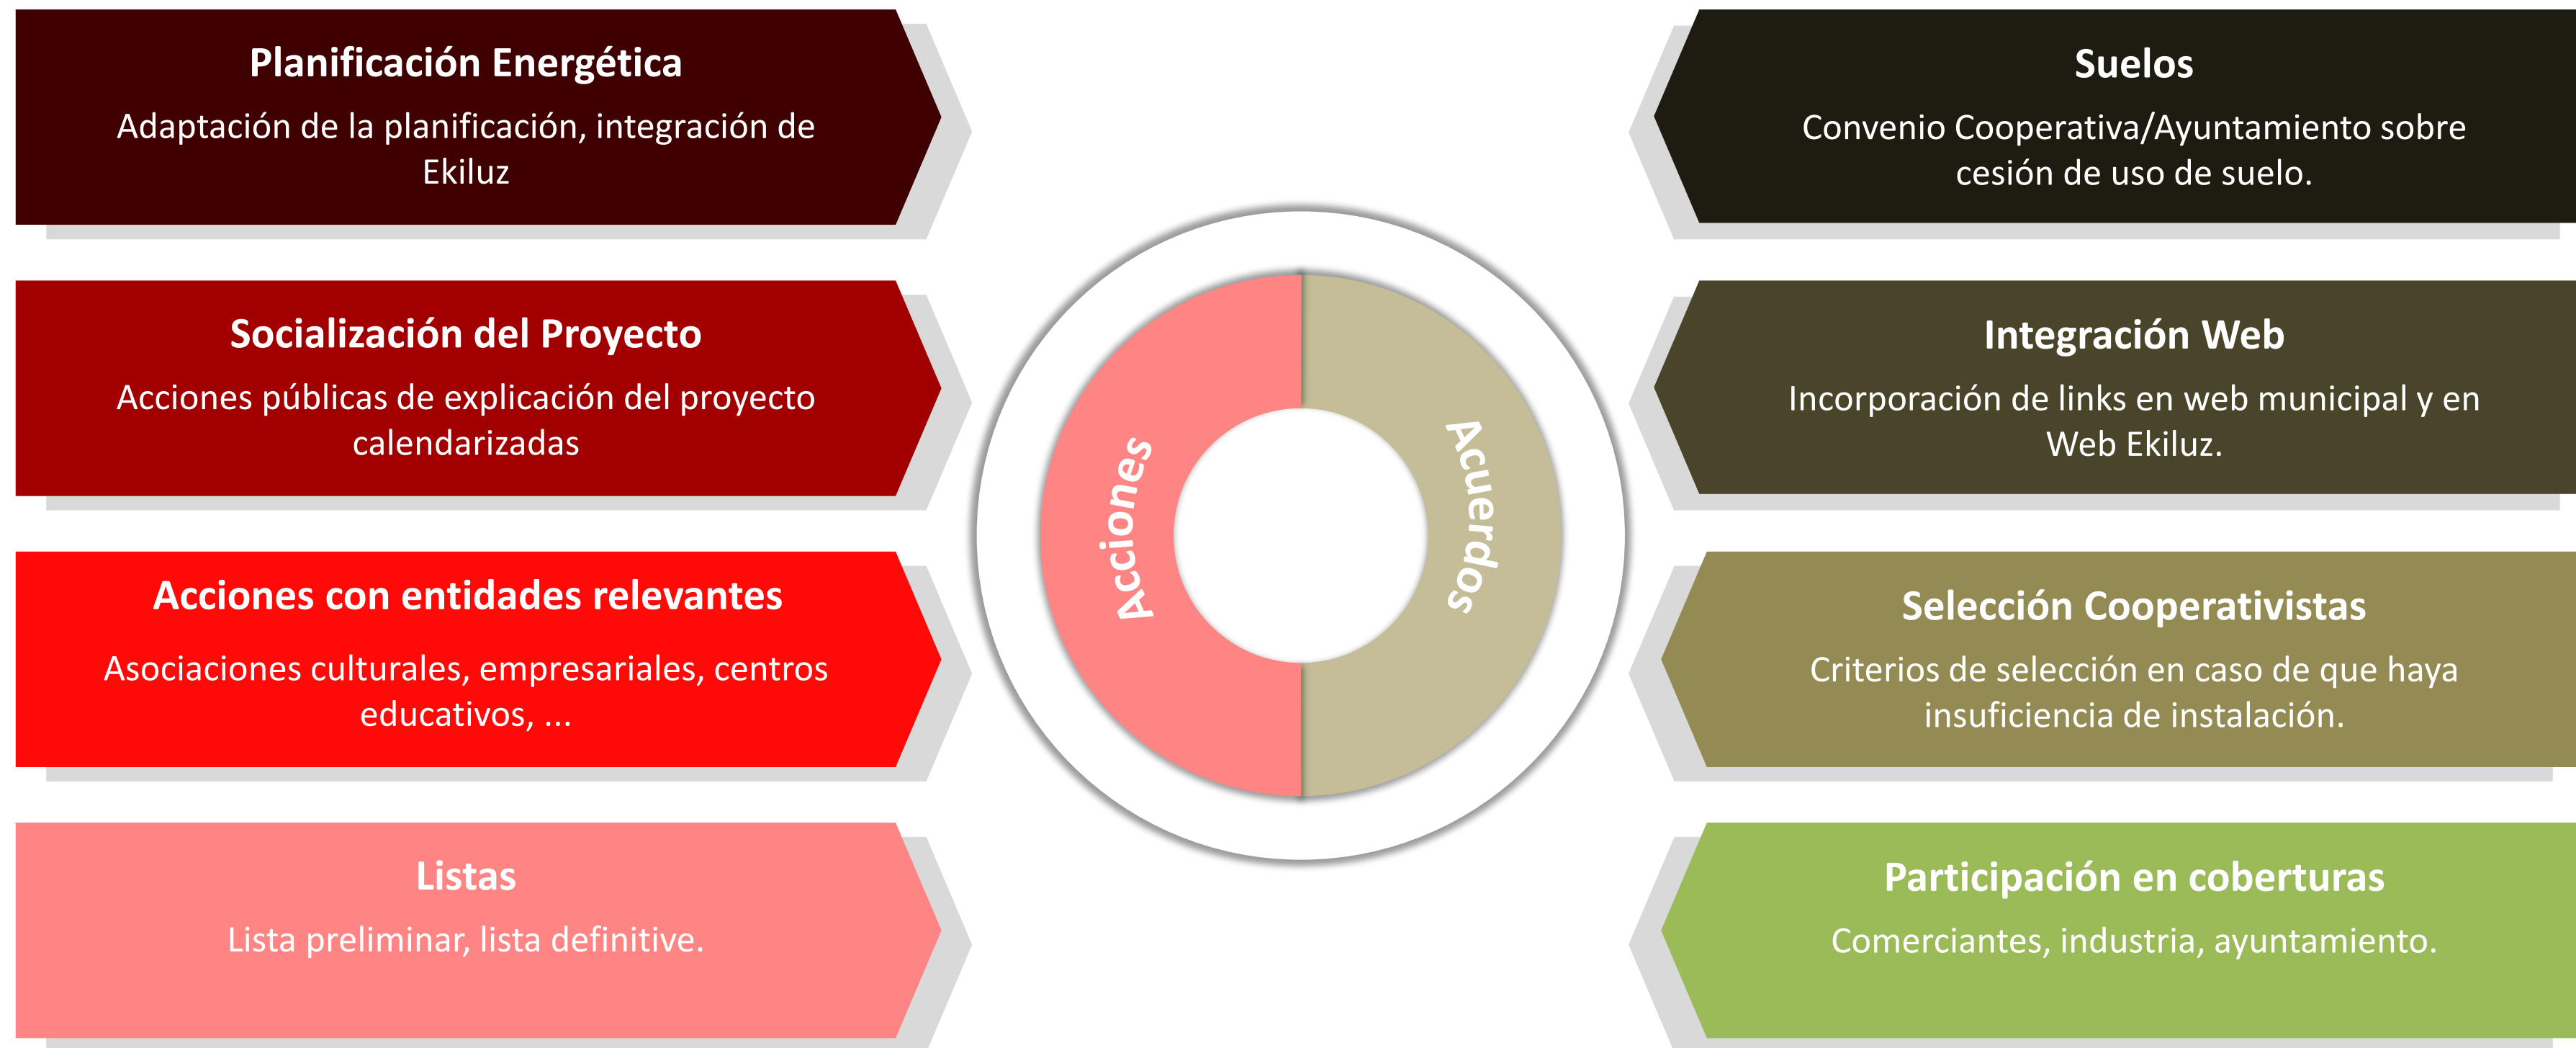 Planificación Energética
Adaptación de la planificación, integración de
Ekiluz
Socialización del Proyecto
Acciones públicas de explicación del proyecto
calendarizadas
Acciones con entidades relevantes
Asociaciones culturales, empresariales, centros
educativos, ...
Listas
Lista preliminar, lista definitive.
Acciones
Acuerdos
Suelos
Convenio Cooperativa/Ayuntamiento sobre
cesión de uso de suelo.
Integración Web
Incorporación de links en web municipal y en
Web Ekiluz.
Selección Cooperativistas
Criterios de selección en caso de que haya
insuficiencia de instalación.
Participación en coberturas
Comerciantes, industria, ayuntamiento.